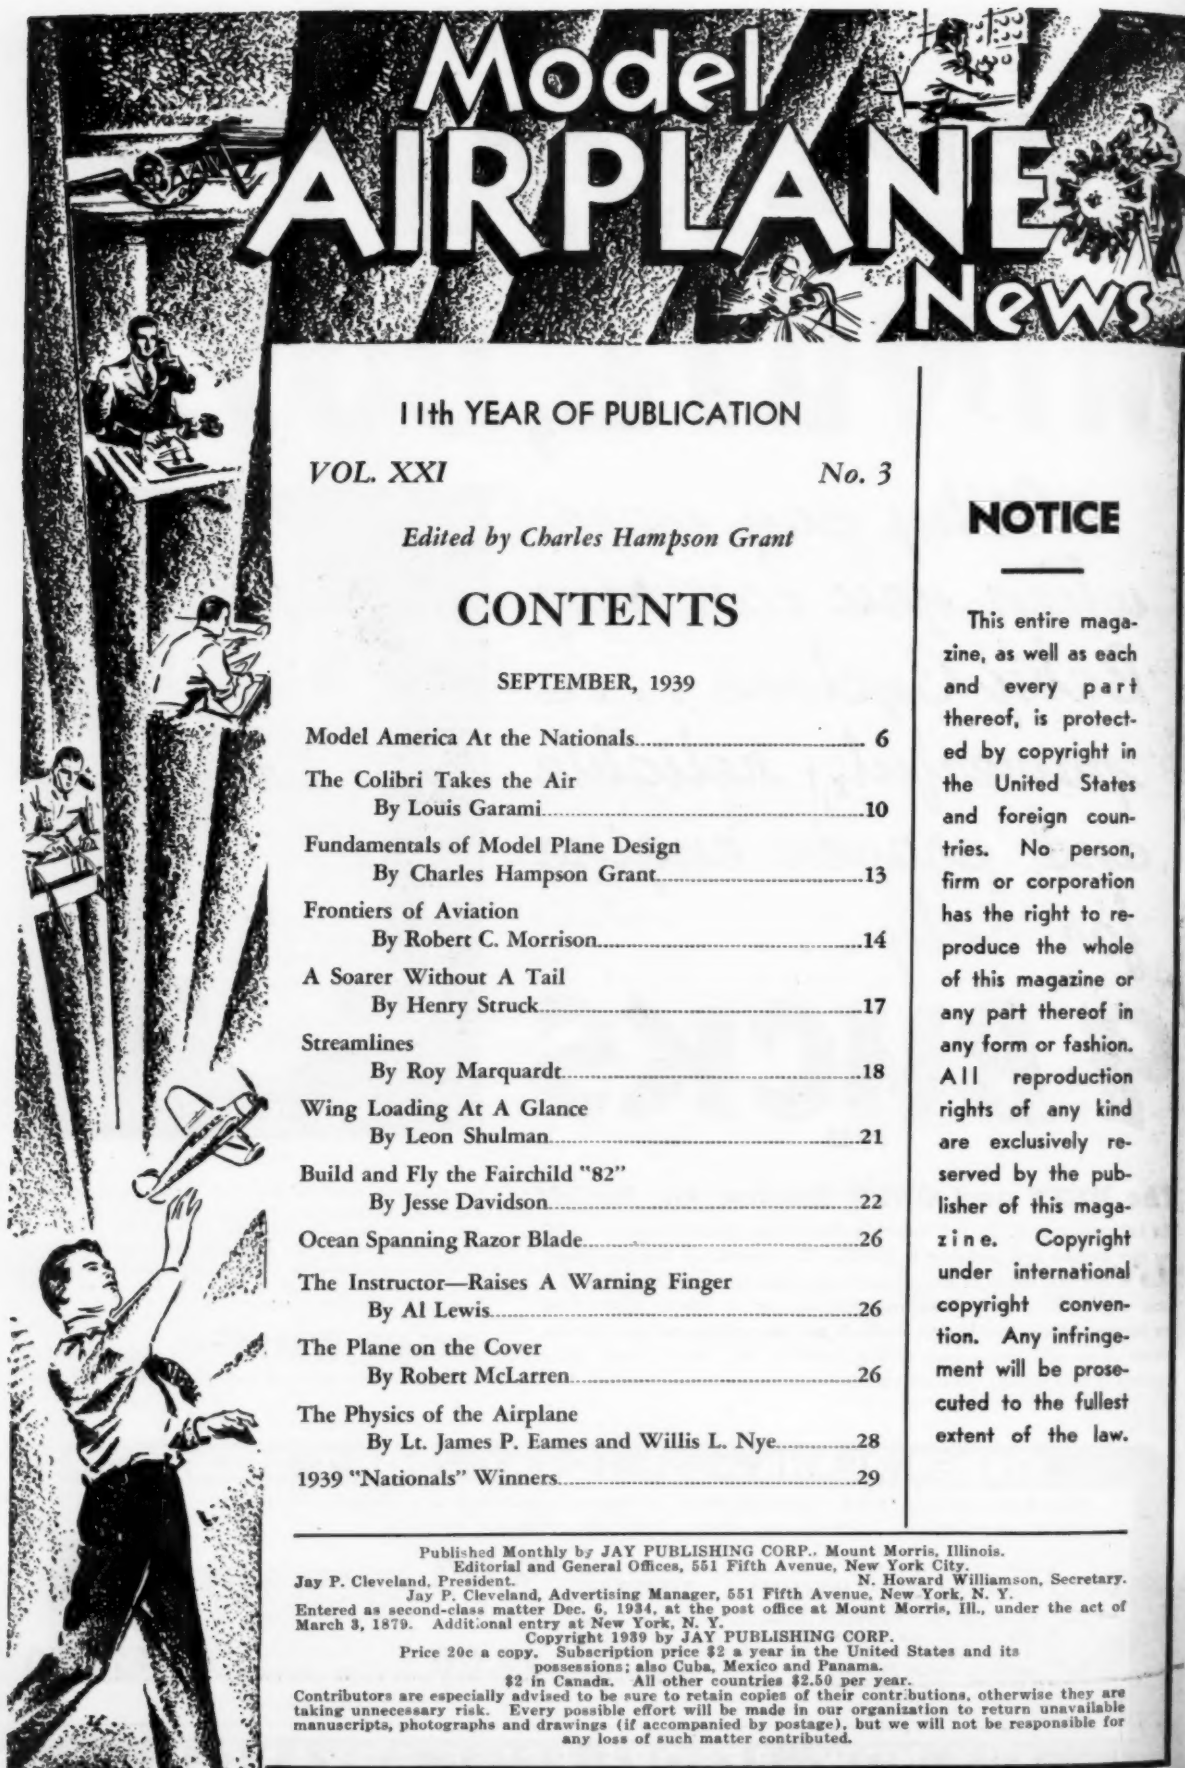 Model
AIRPLANE
News
11th YEAR OF PUBLICATION
VOL. XXI No. 3
Edited by Charles Hampson Grant
CONTENTS
SEPTEMBER, 1939
Model America At the Nationals 6
The Colibri Takes the Air
By Louis Garami 10
Fundamentals of Model Plane Design
By Charles Hampson Grant 13
Frontiers of Aviation
By Robert C. Morrison 14
A Soarer Without A Tail
By Henry Struck 17
Streamlines
By Roy Marquardt 18
Wing Loading At A Glance
By Leon Shulman 21
Build and Fly the Fairchild "82"
By Jesse Davidson 22
Ocean Spanning Razor Blade 26
The Instructor—Raises A Warning Finger
By Al Lewis 26
The Plane on the Cover
By Robert McLarren 26
The Physics of the Airplane
By Lt. James P. Eames and Willis L. Nye 28
1939 "Nationals" Winners 29
NOTICE
This entire maga-
zine, as well as each
and every part
thereof, is protect-
ed by copyright in
the United States
and foreign coun-
tries. No person,
firm or corporation
has the right to re-
produce the whole
of this magazine or
any part thereof in
any form or fashion.
All reproduction
rights of any kind
are exclusively re-
served by the pub-
lisher of this maga-
zine. Copyright
under international
copyright conven-
tion. Any infringe-
ment will be prose-
cuted to the fullest
extent of the law.
Published Monthly by JAY PUBLISHING CORP., Mount Morris, Illinois.
Editorial and General Offices, 551 Fifth Avenue, New York City.
Jay P. Cleveland, President. N. Howard Williamson, Secretary.
Jay P. Cleveland, Advertising Manager, 551 Fifth Avenue, New York, N. Y.
Entered as second-class matter Dec. 6, 1934, at the post office at Mount Morris, Ill., under the act of
March 3, 1879. Additional entry at New York, N. Y.
Copyright 1939 by JAY PUBLISHING CORP.
Price 20c a copy. Subscription price $2 a year in the United States and its
possessions; also Cuba, Mexico and Panama.
$2 in Canada. All other countries $2.50 per year.
Contributors are especially advised to be sure to retain copies of their contributions, otherwise they are
taking unnecessary risk. Every possible effort will be made in our organization to return unavailable
manuscripts, photographs and drawings (if accompanied by postage), but we will not be responsible for
any loss of such matter contributed.